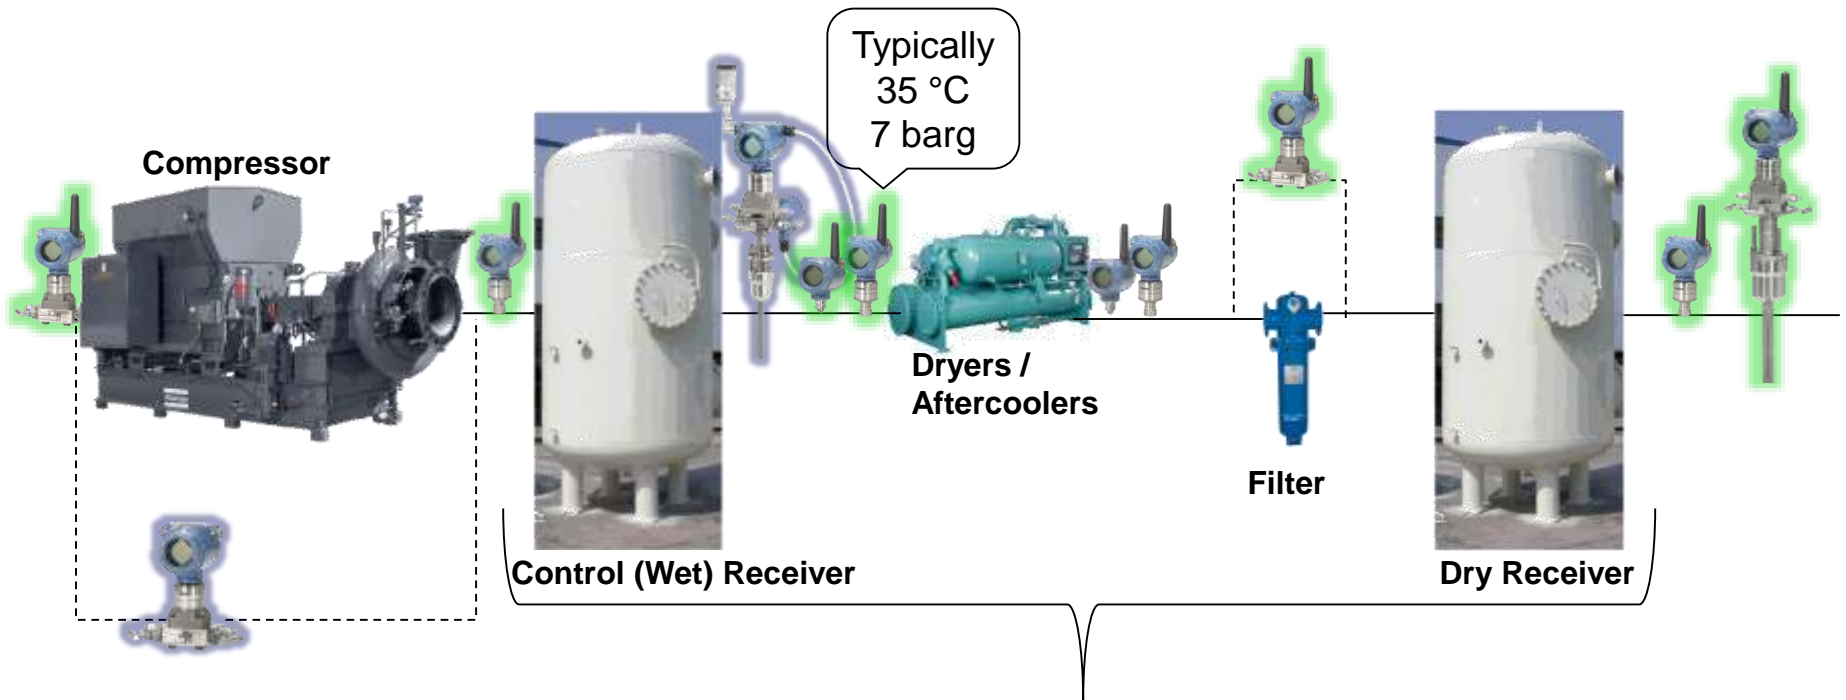 Typically
35 °C
7 barg
Compressor
Dryers /
Aftercoolers
Filter
Control (Wet) Receiver
Dry Receiver